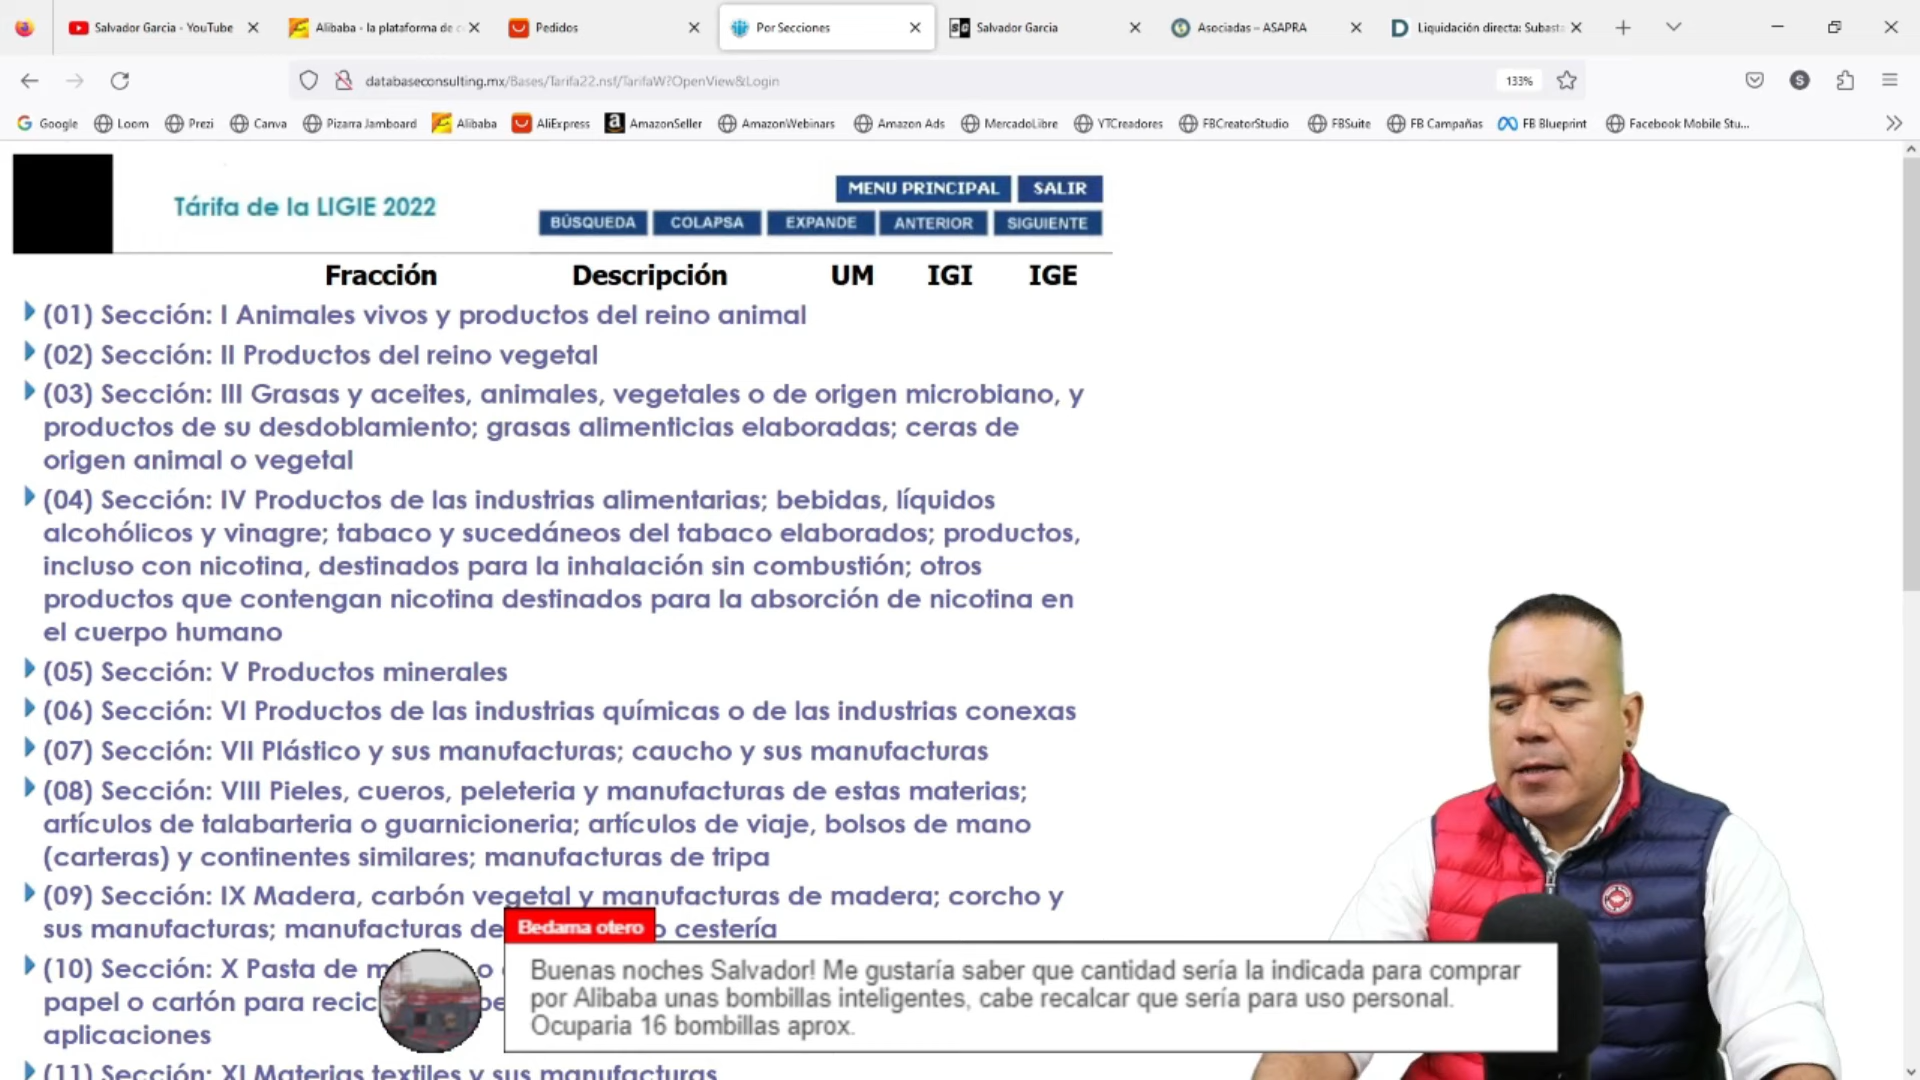 Salvador Garcia - YouTube
Alibaba - la plataforma de c
Pedidos
Por Secciones
Salvador Garcia
Asociadas – ASAPRA
Liquidación directa: Subasta
databaseconsulting.mx/Bases/Tarifa22.nsf/TarifaW?OpenView&Login
133%
S
Google
Loom
Prezi
Canva
Pizarra Jamboard
Alibaba
AliExpress
AmazonSeller
AmazonWebinars
Amazon Ads
MercadoLibre
YTCreadores
FBCreatorStudio
FBSuite
FB Campañas
FB Blueprint
Facebook Mobile Stu...
Tárifa de la LIGIE 2022
MENU PRINCIPAL
SALIR
BÚSQUEDA
COLAPSA
EXPANDE
ANTERIOR
SIGUIENTE
Fracción Descripción UM IGI IGE
(01) Sección: I Animales vivos y productos del reino animal
(02) Sección: II Productos del reino vegetal
(03) Sección: III Grasas y aceites, animales, vegetales o de origen microbiano, y
productos de su desdoblamiento; grasas alimenticias elaboradas; ceras de
origen animal o vegetal
(04) Sección: IV Productos de las industrias alimentarias; bebidas, líquidos
alcohólicos y vinagre; tabaco y sucedáneos del tabaco elaborados; productos,
incluso con nicotina, destinados para la inhalación sin combustión; otros
productos que contengan nicotina destinados para la absorción de nicotina en
el cuerpo humano
(05) Sección: V Productos minerales
(06) Sección: VI Productos de las industrias químicas o de las industrias conexas
(07) Sección: VII Plástico y sus manufacturas; caucho y sus manufacturas
(08) Sección: VIII Pieles, cueros, peleteria y manufacturas de estas materias;
artículos de talabarteria o guarnicioneria; artículos de viaje, bolsos de mano
(carteras) y continentes similares; manufacturas de tripa
(09) Sección: IX Madera, carbón vegetal y manufacturas de madera; corcho y
sus manufacturas; manufacturas de o cestería
(10) Sección: X Pasta de m o
papel o cartón para recic pe
aplicaciones
(11) Sección: XI Materias textiles y sus manufacturas
Bedama otero
Buenas noches Salvador! Me gustaría saber que cantidad sería la indicada para comprar
por Alibaba unas bombillas inteligentes, cabe recalcar que sería para uso personal.
Ocuparia 16 bombillas aprox.